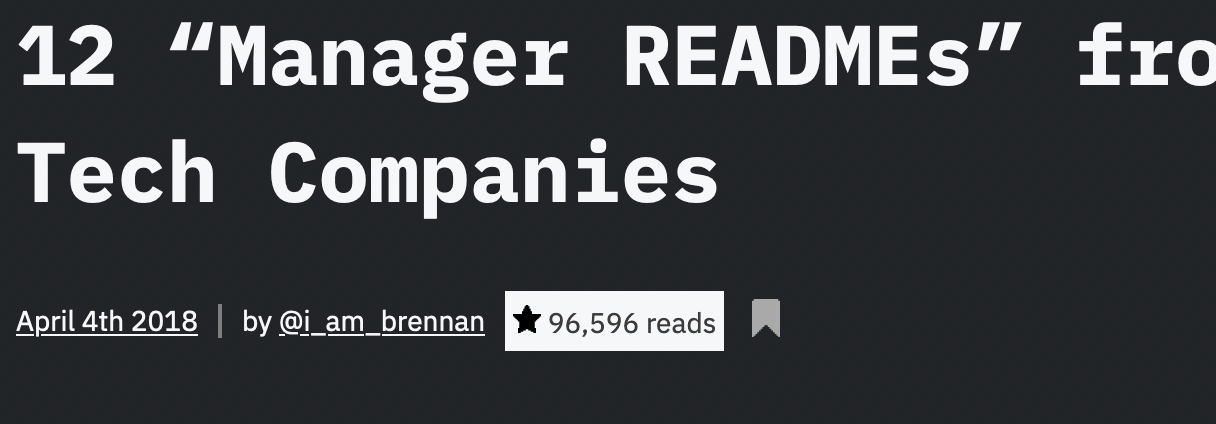 12 “Manager READMEs” fro
Tech Companies
April 4th 2018 | by @i_am_brennan ★ 96,596 reads